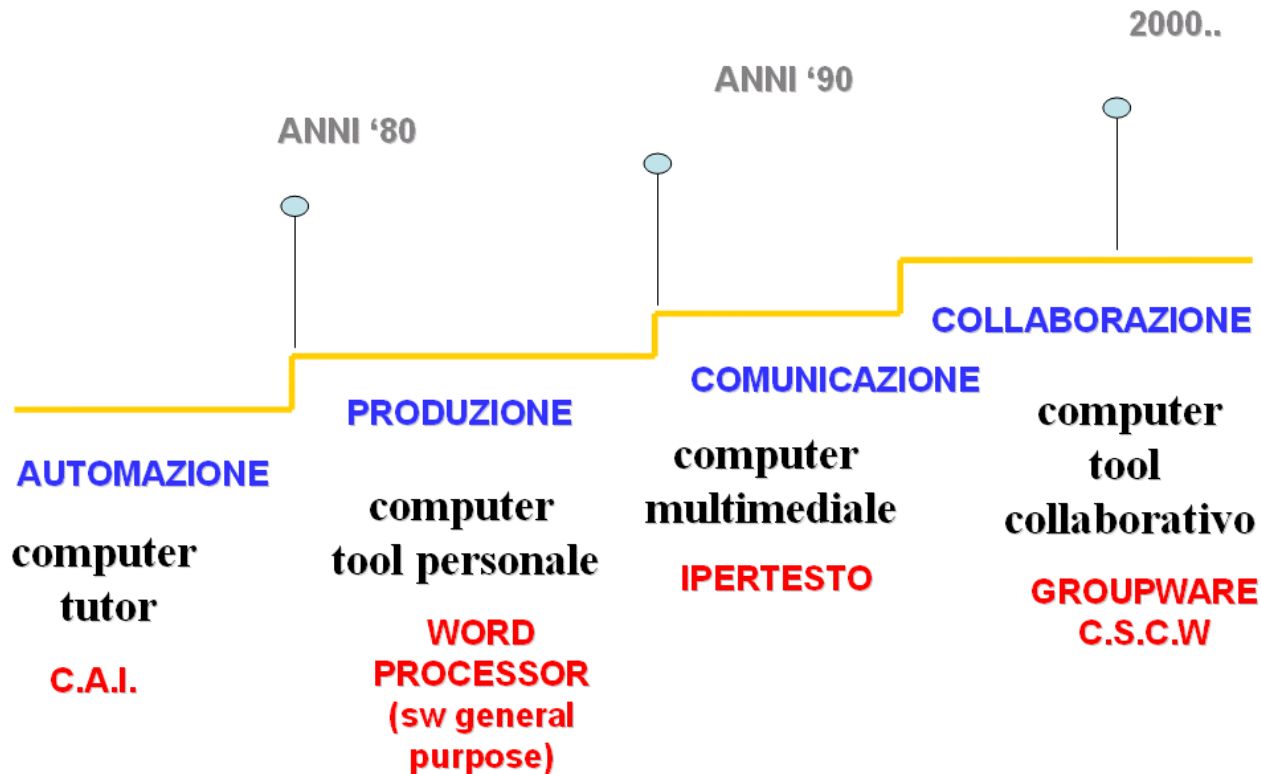 2000..
ANNI ‘90
ANNI ‘80
AUTOMAZIONE
computer
tutor
C.A.I.
PRODUZIONE
computer
tool personale
WORD
PROCESSOR
(sw general
purpose)
COMUNICAZIONE
computer
multimediale
IPERTESTO
COLLABORAZIONE
computer
tool
collaborativo
GROUPWARE
C.S.C.W